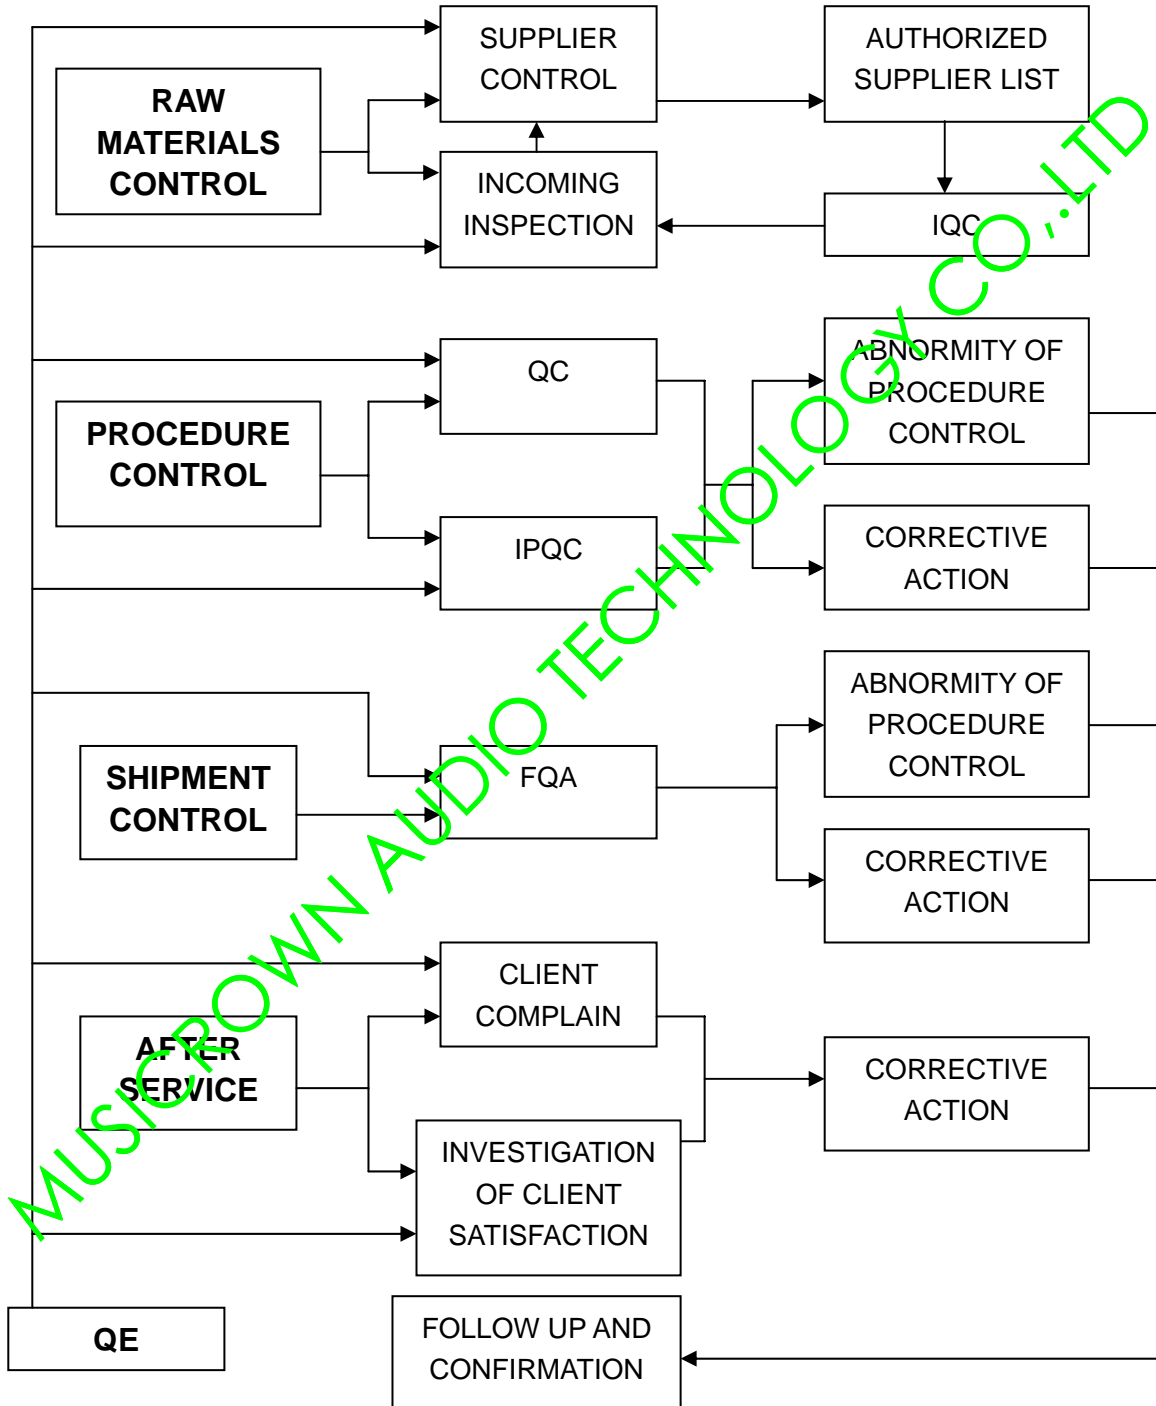 SUPPLIER
CONTROL
AUTHORIZED
SUPPLIER LIST
RAW
MATERIALS
CONTROL
INCOMING
INSPECTION
IQC
QC
ABNORMITY OF
PROCEDURE
CONTROL
PROCEDURE
CONTROL
IPQC
CORRECTIVE
ACTION
ABNORMITY OF
PROCEDURE
CONTROL
SHIPMENT
CONTROL
FQA
CORRECTIVE
ACTION
CLIENT
COMPLAIN
AFTER
SERVICE
CORRECTIVE
ACTION
INVESTIGATION
OF CLIENT
SATISFACTION
QE
FOLLOW UP AND
CONFIRMATION
MUSICROWN AUDIO TECHNOLOGY CO,.LTD